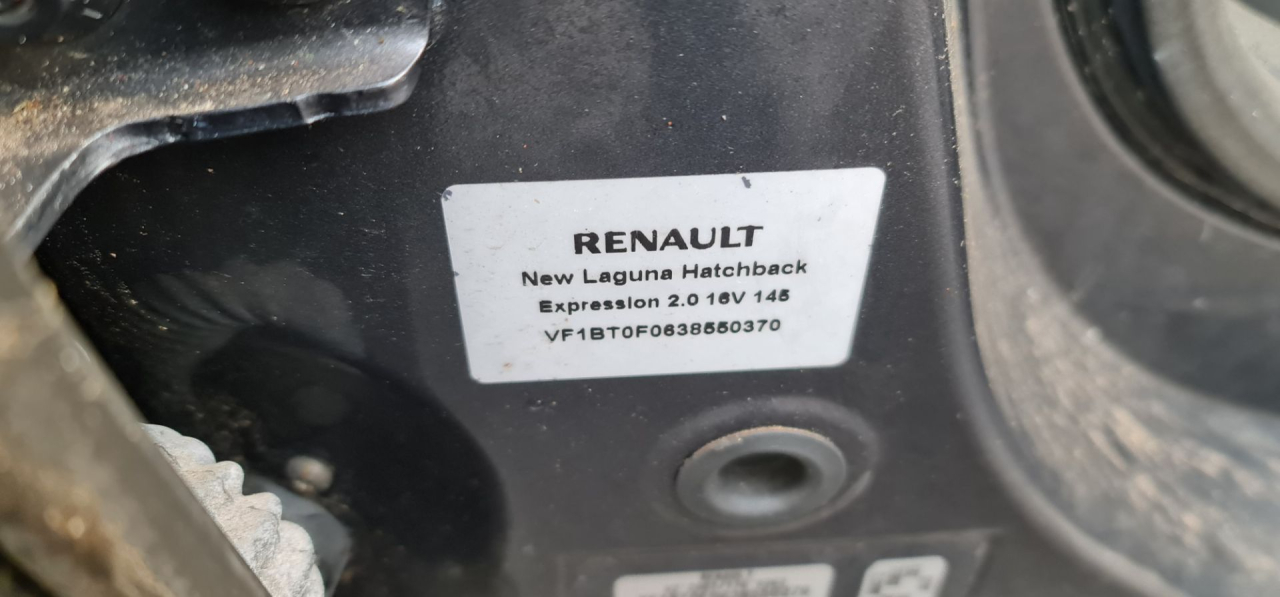 RENAULT
New Laguna Hatchback
Expression 2.0 16V 145
VF1BT0F0638550370